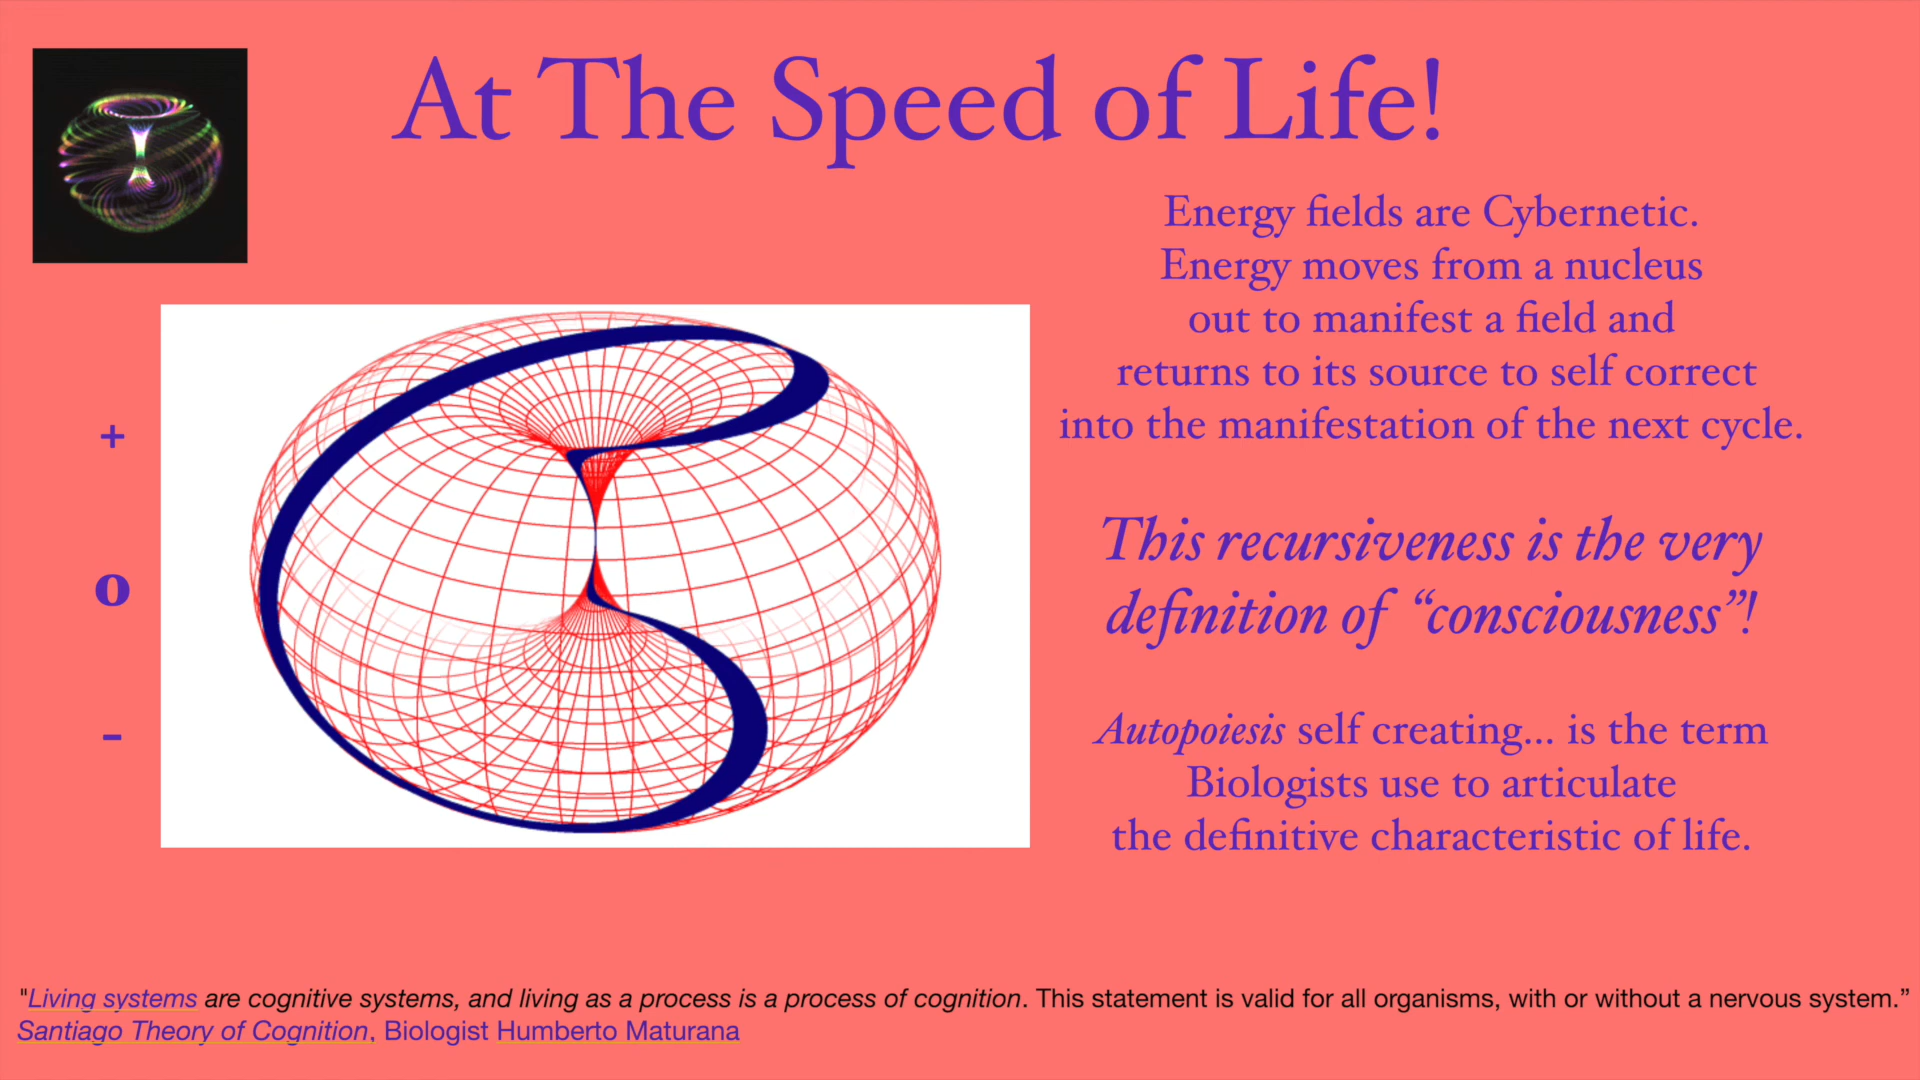 At The Speed of Life!
Energy fields are Cybernetic.
Energy moves from a nucleus
out to manifest a field and
returns to its source to self correct
into the manifestation of the next cycle.
+
o
-
This recursiveness is the very
definition of “consciousness”!
Autopoiesis self creating... is the term
Biologists use to articulate
the definitive characteristic of life.
"Living systems are cognitive systems, and living as a process is a process of cognition. This statement is valid for all organisms, with or without a nervous system.”
Santiago Theory of Cognition, Biologist Humberto Maturana